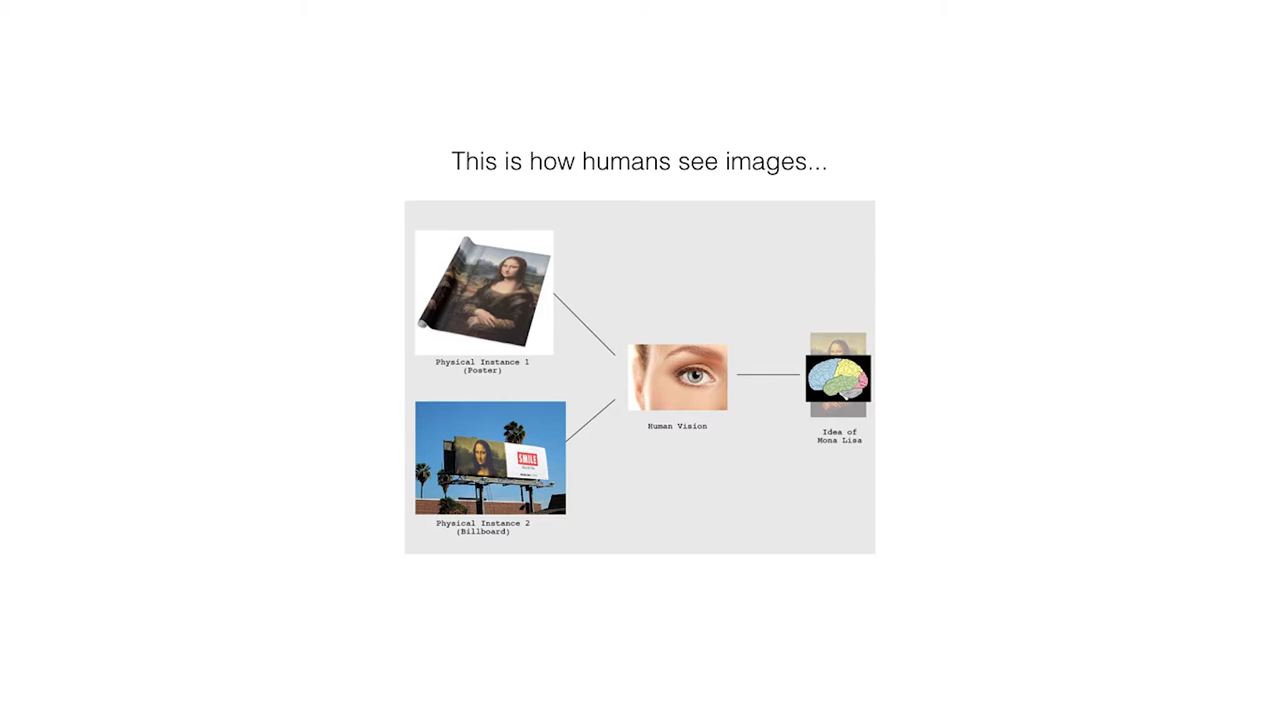 This is how humans see images...
Physical Instance 1
(Poster)
Human Vision
Idea of
Mona Lisa
SMILE
Physical Instance 2
(Billboard)